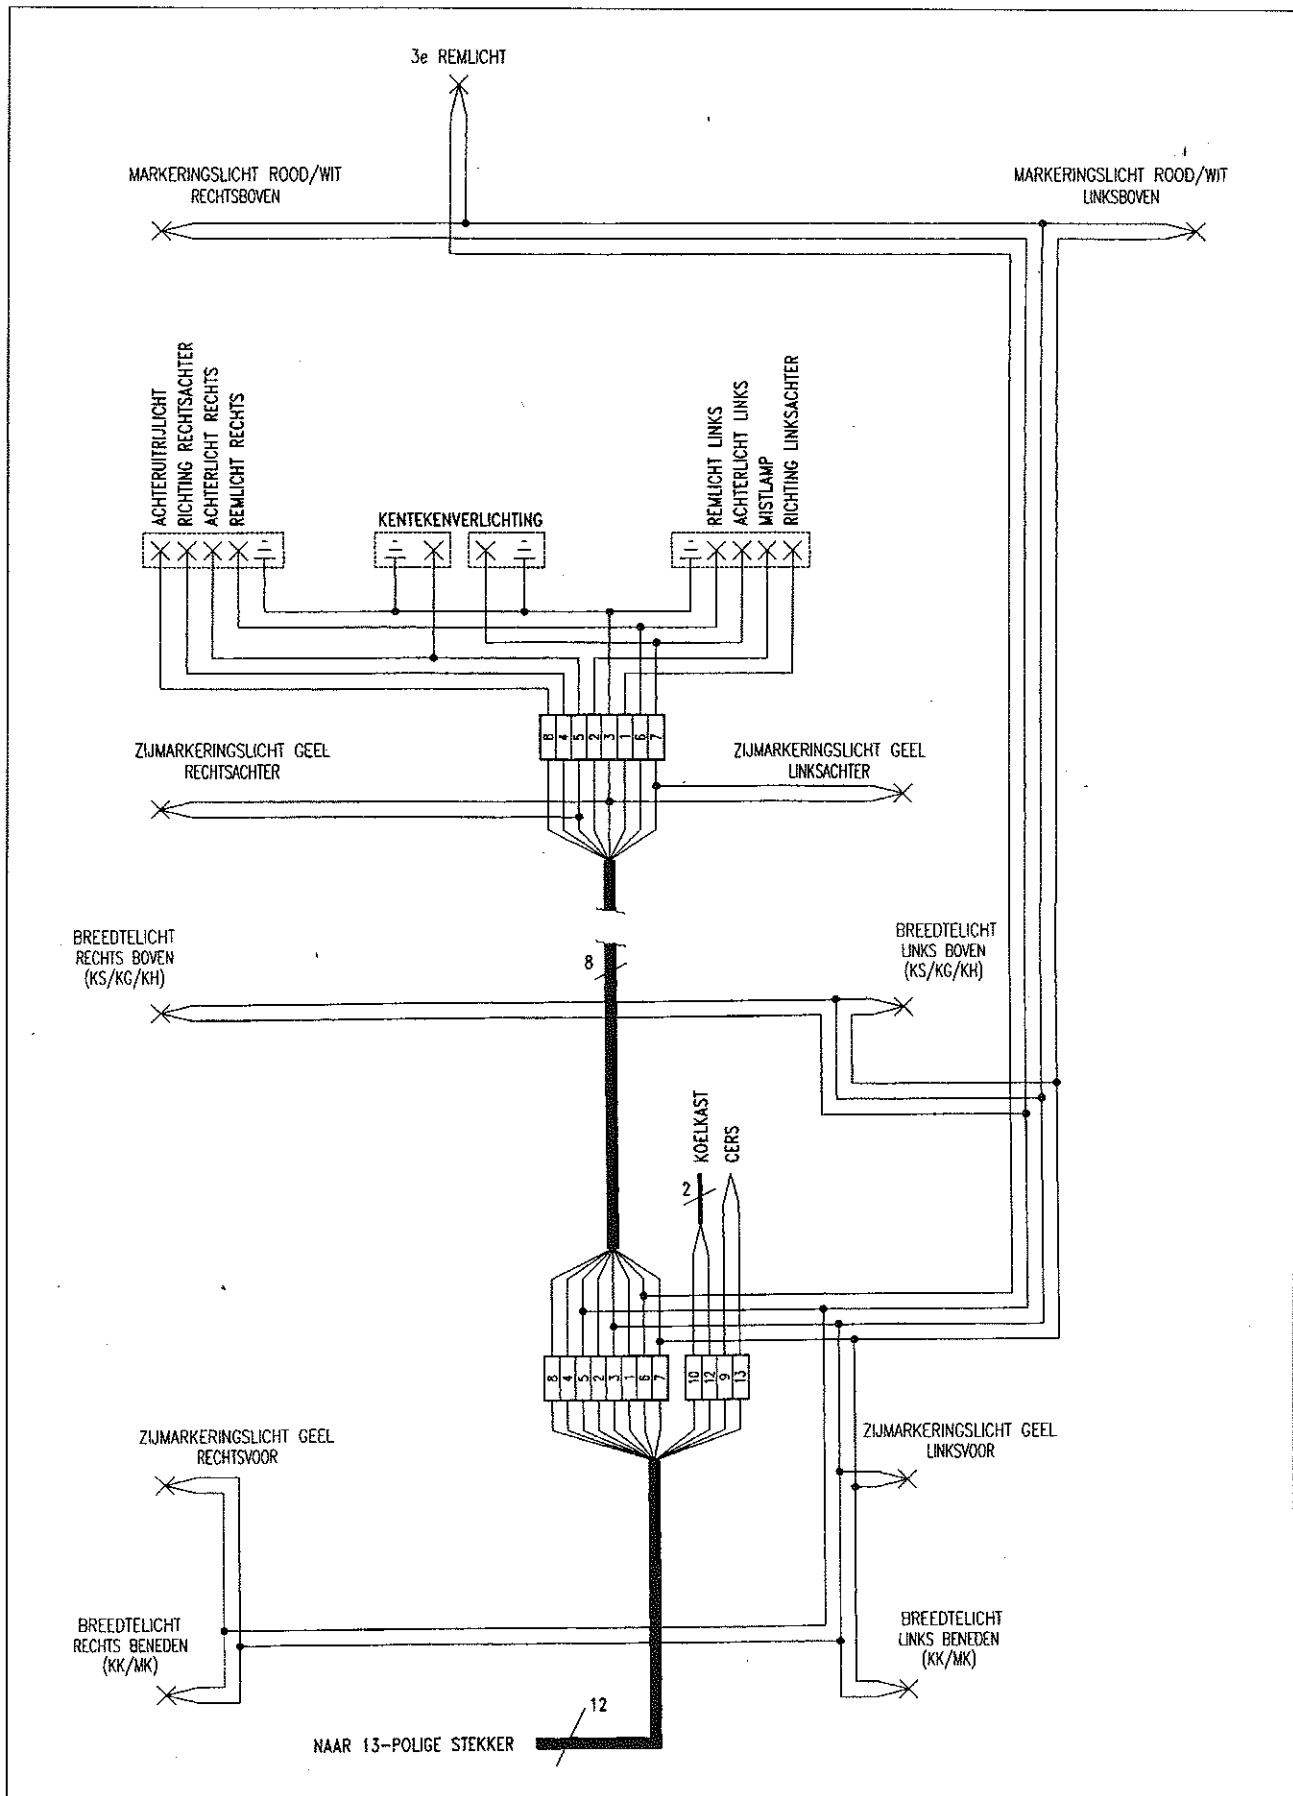 3e REMLICHT
MARKERINGSLICHT ROOD/WIT
RECHTSBOVEN
MARKERINGSLICHT ROOD/WIT
LINKSBOVEN
ACHTERUITRIJLICHT
RICHTING RECHTSACHTER
ACHTERLICHT RECHTS
REMLICHT RECHTS
KENTEKENVERLICHTING
REMLICHT LINKS
ACHTERLICHT LINKS
MISTLAMP
RICHTING LINKSACHTER
8 4 5 2 3 1 6 7
ZIJMARKERINGSLICHT GEEL
RECHTSACHTER
ZIJMARKERINGSLICHT GEEL
LINKSACHTER
BREEDTELICHT
RECHTS BOVEN
(KS/KG/KH)
8
BREEDTELICHT
LINKS BOVEN
(KS/KG/KH)
KOELKAST
CERS
2
8 4 5 2 3 1 6 7
10 12 9 13
ZIJMARKERINGSLICHT GEEL
RECHTSVOOR
ZIJMARKERINGSLICHT GEEL
LINKSVOOR
BREEDTELICHT
RECHTS BENEDEN
(KK/MK)
BREEDTELICHT
LINKS BENEDEN
(KK/MK)
12
NAAR 13-POLIGE STEKKER